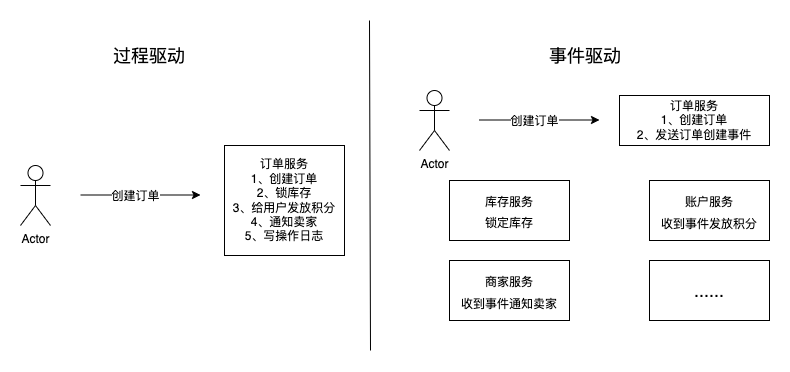 过程驱动
Actor
创建订单
订单服务
1、创建订单
2、锁库存
3、给用户发放积分
4、通知卖家
5、写操作日志
事件驱动
Actor
创建订单
订单服务
1、创建订单
2、发送订单创建事件
库存服务
锁定库存
账户服务
收到事件发放积分
商家服务
收到事件通知卖家
……